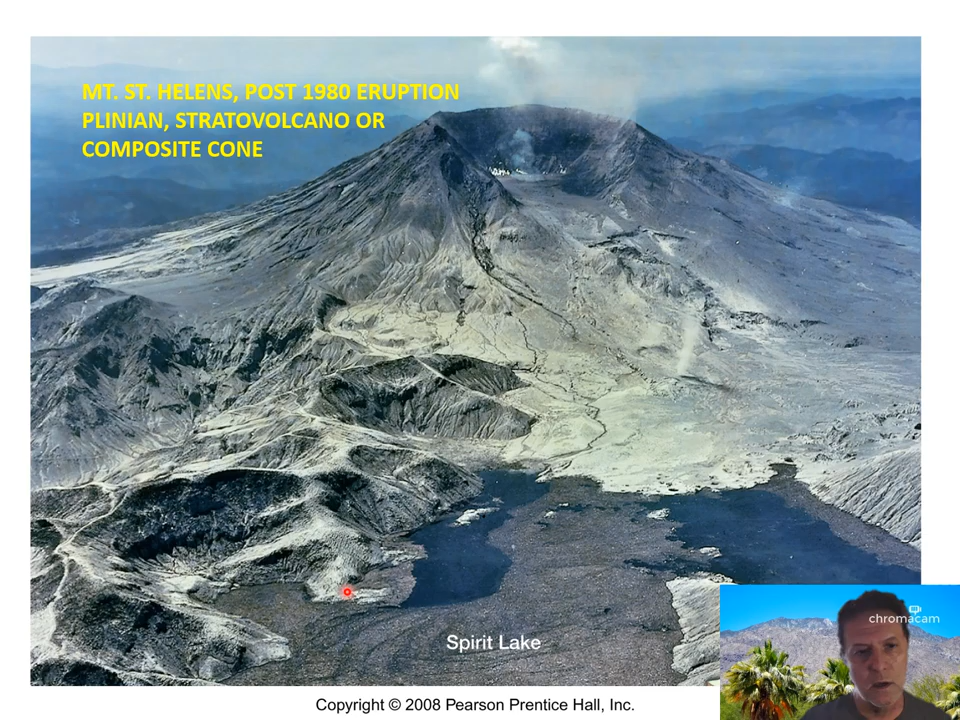 MT. ST. HELENS, POST 1980 ERUPTION
PLINIAN, STRATOVOLCANO OR
COMPOSITE CONE
chromacam
Spirit Lake
Copyright © 2008 Pearson Prentice Hall, Inc.